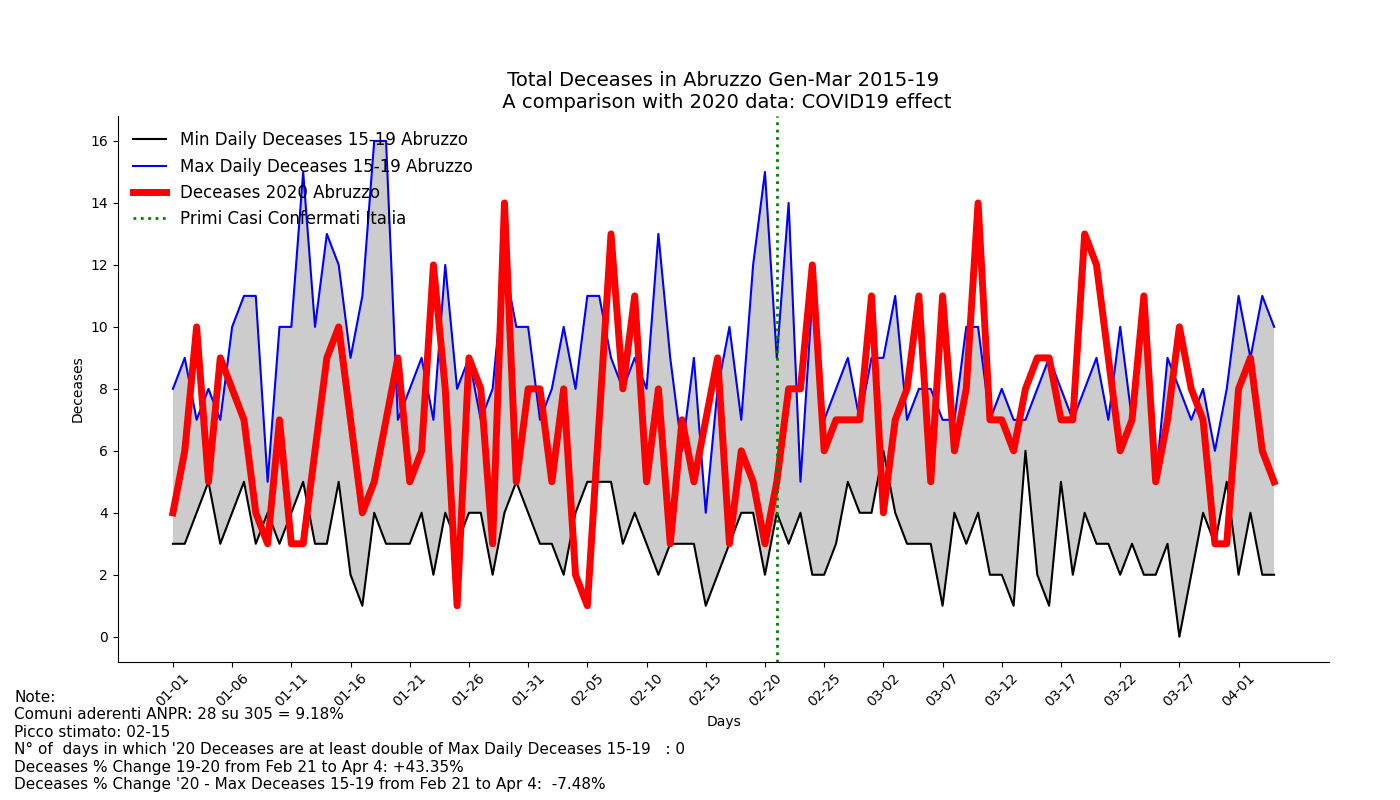 Total Deceases in Abruzzo Gen-Mar 2015-19
A comparison with 2020 data: COVID19 effect
Min Daily Deceases 15-19 Abruzzo
Max Daily Deceases 15-19 Abruzzo
Deceases 2020 Abruzzo
Primi Casi Confermati Italia
Deceases
16
14
12
10
8
6
4
2
0
01-01 01-06 01-11 01-16 01-21 01-26 01-31 02-05 02-10 02-15 02-20 02-25 03-02 03-07 03-12 03-17 03-22 03-27 04-01
Days
Note:
Comuni aderenti ANPR: 28 su 305 = 9.18%
Picco stimato: 02-15
N° of  days in which '20 Deceases are at least double of Max Daily Deceases 15-19   : 0
Deceases % Change 19-20 from Feb 21 to Apr 4: +43.35%
Deceases % Change '20 - Max Deceases 15-19 from Feb 21 to Apr 4:  -7.48%